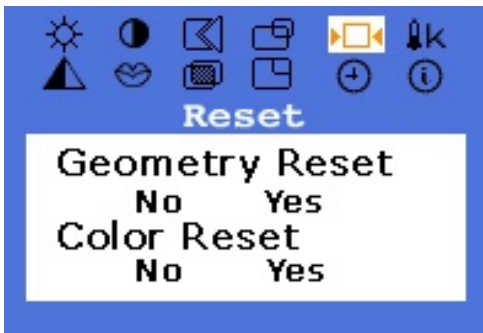 K
Reset
Geometry Reset
No Yes
Color Reset
No Yes